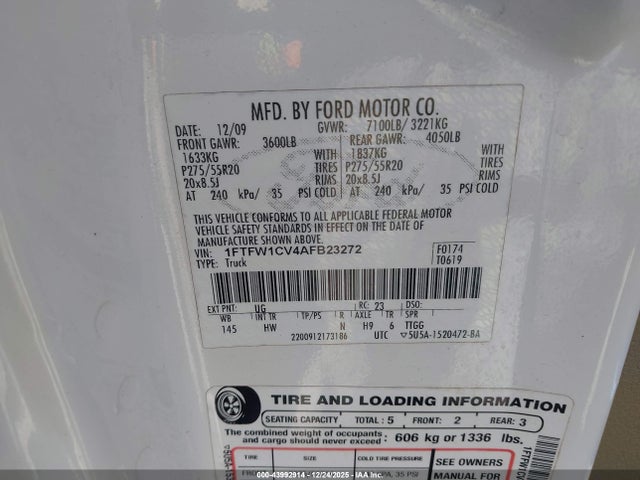 MFD. BY FORD MOTOR CO.
DATE: 12/09 GVWR: 7100LB/ 3221KG
FRONT GAWR: 3600LB REAR GAWR: 4050LB
1633KG WITH 1837KG WITH
P275/55R20 TIRES P275/55R20 TIRES
20x8.5J RIMS 20x8.5J RIMS
AT 240 kPa/ 35 PSI COLD AT 240 kPa/ 35 PSI COLD
THIS VEHICLE CONFORMS TO ALL APPLICABLE FEDERAL MOTOR
VEHICLE SAFETY STANDARDS IN EFFECT ON THE DATE OF
MANUFACTURE SHOWN ABOVE.
VIN: 1FTFW1CV4AFB23272 F0174
TYPE: Truck T0619
EXT PNT: UG RC: 23 DSO:
WB INT TR TP/PS R AXLE TR SPR
145 HW N H9 6 TTGG
2200912173186 UTC ▽5U5A-1520472-BA
TIRE AND LOADING INFORMATION
SEATING CAPACITY TOTAL: 5 FRONT: 2 REAR: 3
The combined weight of occupants
and cargo should never exceed: 606 kg or 1336 lbs.
TIRE SIZE COLD TIRE PRESSURE SEE OWNERS
35 PSI MANUAL FOR
000-43992914 - 12/24/2025 - IAA Inc.